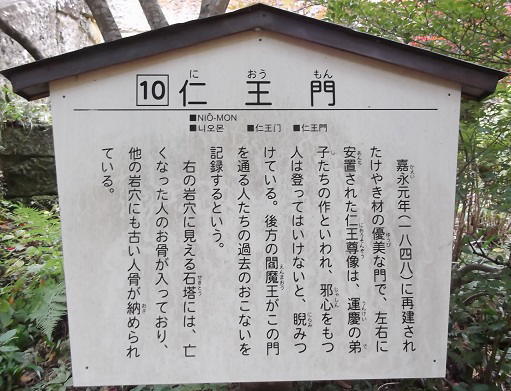 10 仁王門
におうもん
■NIŌ-MON
■니오몬 ■仁王门 ■仁王門
嘉永元年(一八四八)に再建され
たけやき材の優美な門で、左右に
安置された仁王尊像は、運慶の弟
子たちの作といわれ、邪心をもつ
人は登ってはいけないと、睨みつ
けている。後方の閻魔王がこの門
を通る人たちの過去のおこないを
記録するという。
右の岩穴に見える石塔には、亡
くなった人のお骨が入っており、
他の岩穴にも古い人骨が納められ
ている。